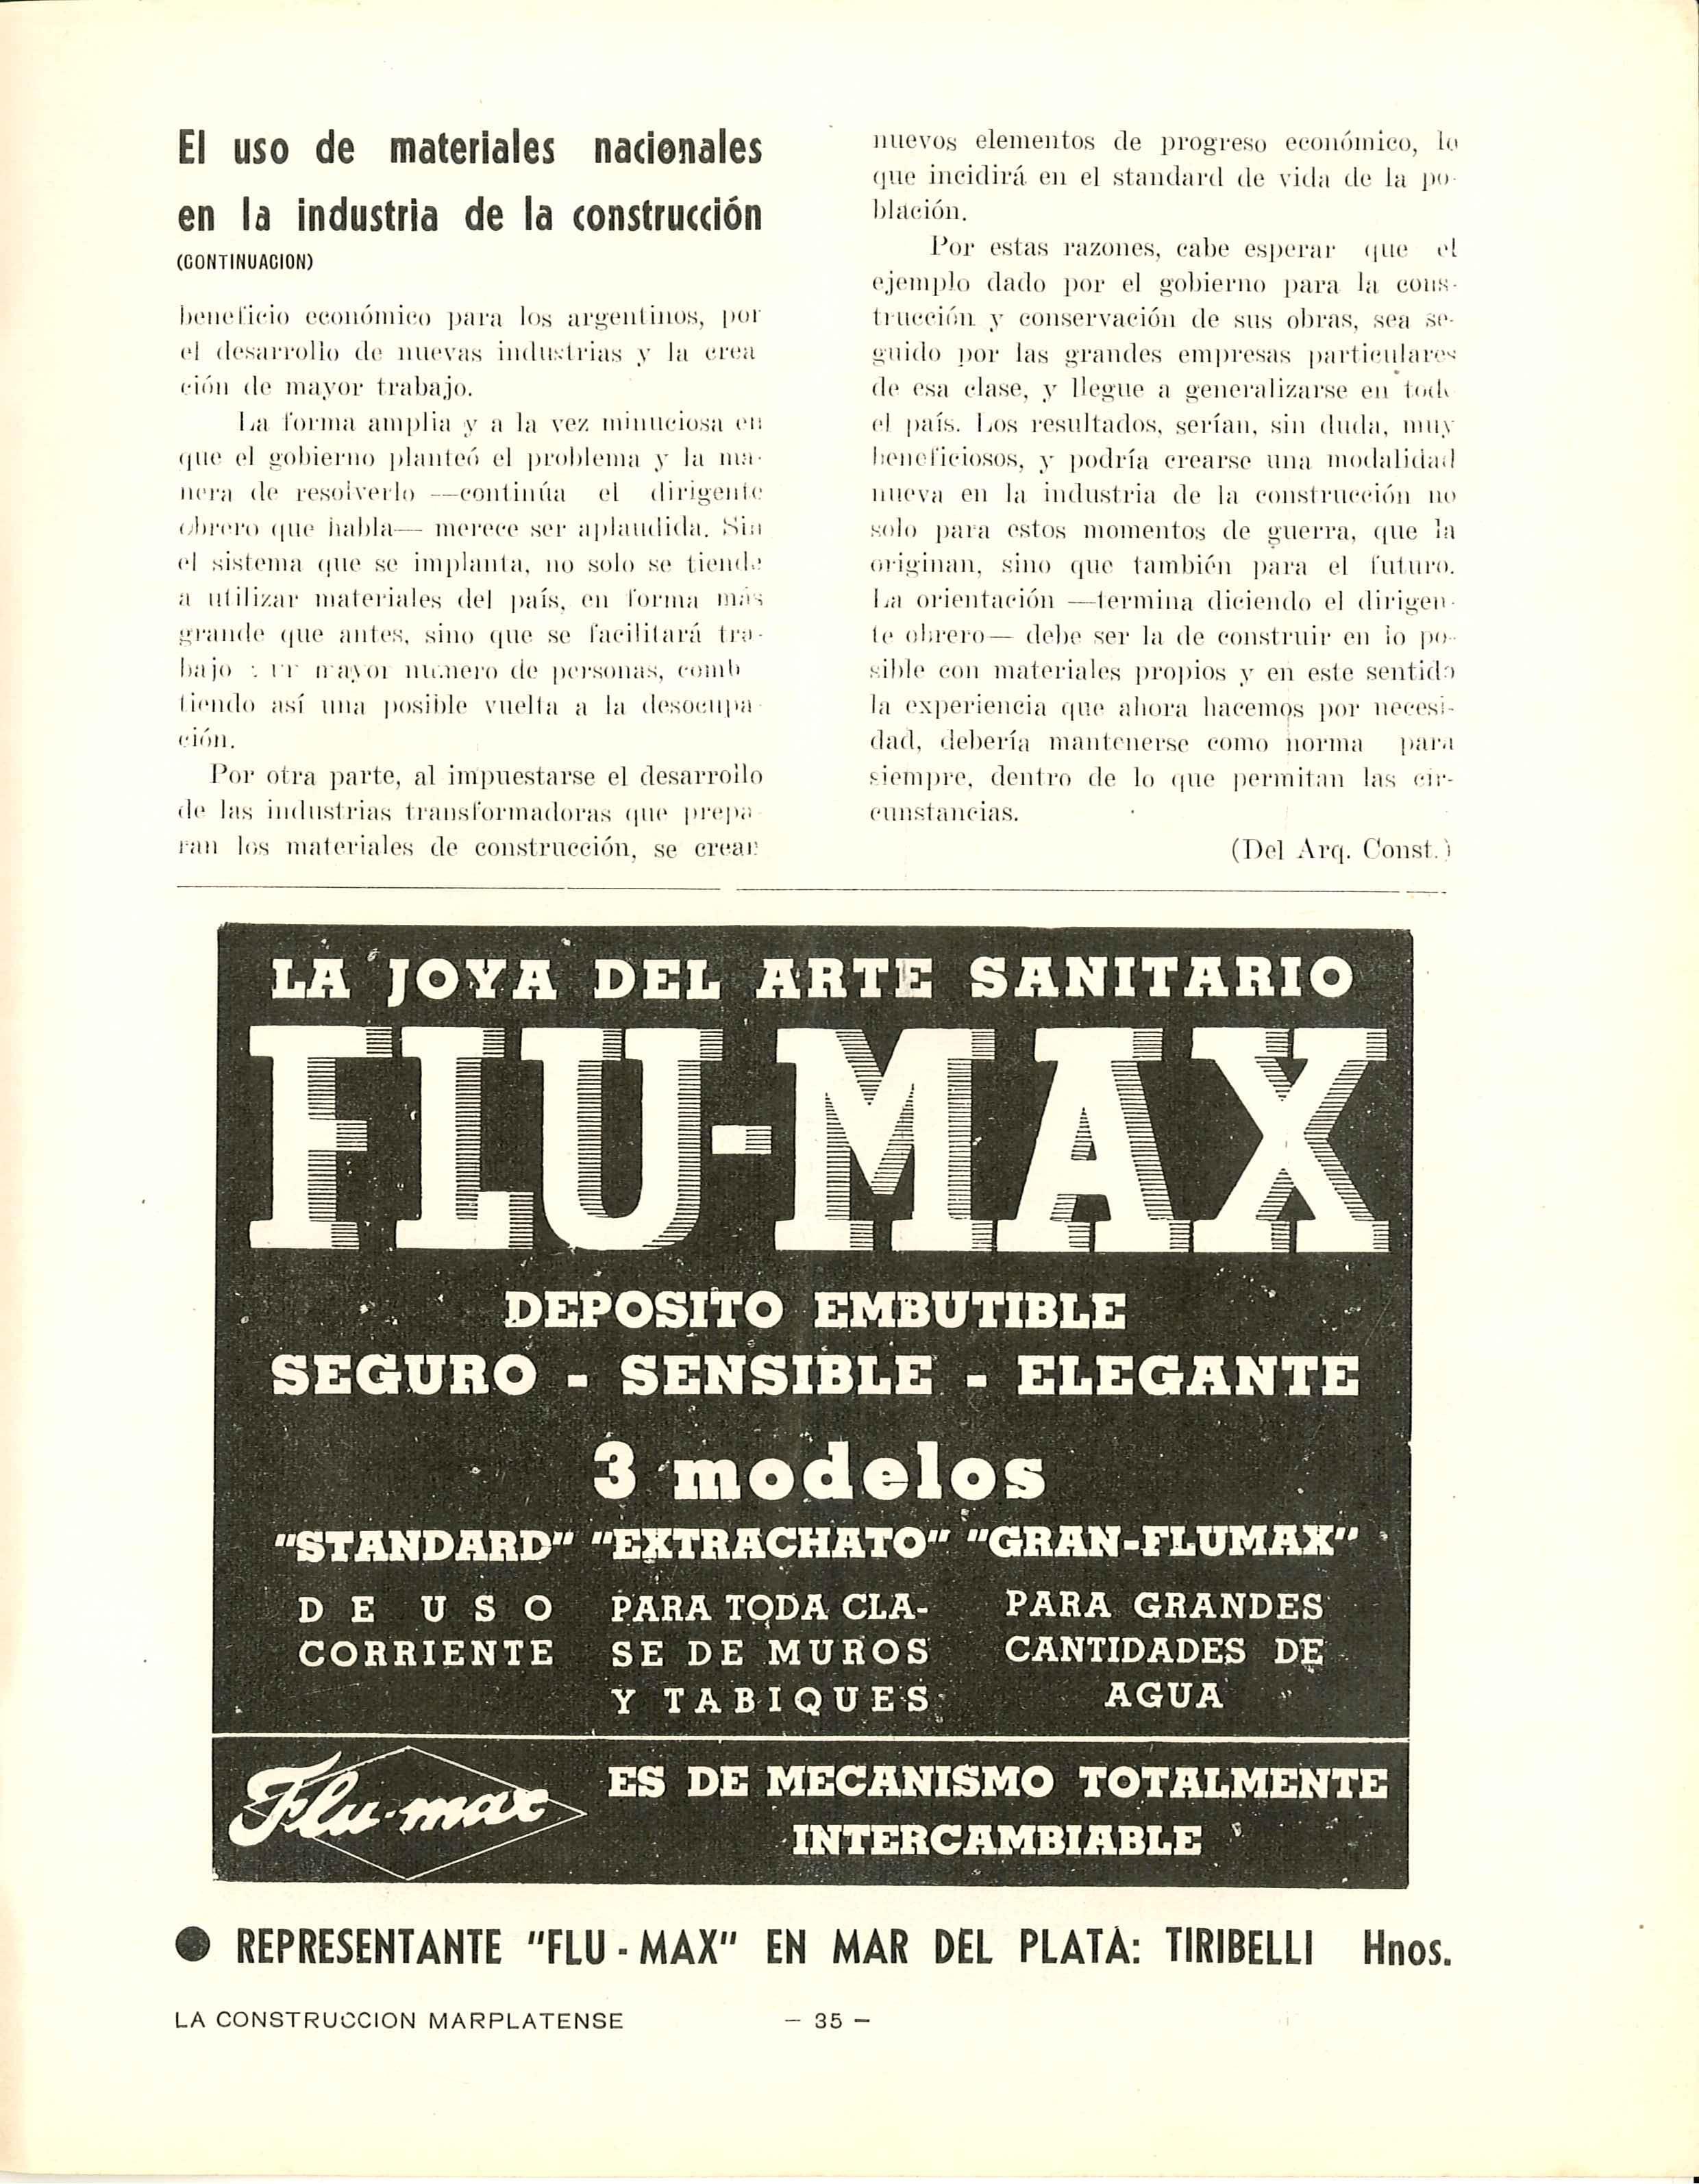 El uso de materiales nacionales
en la industria de la construcción
(CONTINUACION)
beneficio económico para los argentinos, por
el desarrollo de nuevas industrias y la crea
ción de mayor trabajo.
La forma amplia y a la vez minuciosa en
que el gobierno planteó el problema y la ma-
nera de resolverlo —continúa el dirigente
obrero que habla— merece ser aplaudida. Sin
el sistema que se implanta, no solo se tiende
a utilizar materiales del país, en forma más
grande que antes, sino que se facilitará tra-
bajo mayor número de personas, comb
tiendo así una posible vuelta a la desocupa
ción.
Por otra parte, al impuestarse el desarrollo
de las industrias transformadoras que prepa
ran los materiales de construcción, se crean
nuevos elementos de progreso económico, lo
que incidirá en el standard de vida de la po-
blación.
Por estas razones, cabe esperar que el
ejemplo dado por el gobierno para la cons-
trucción y conservación de sus obras, sea se-
guido por las grandes empresas particulares
de esa clase, y llegue a generalizarse en todo
el país. Los resultados, serían, sin duda, muy
beneficiosos, y podría crearse una modalidad
nueva en la industria de la construcción no
solo para estos momentos de guerra, que la
originan, sino que también para el futuro.
La orientación —termina diciendo el dirigen-
te obrero— debe ser la de construir en lo po-
sible con materiales propios y en este sentido
la experiencia que ahora hacemos por necesi-
dad, debería mantenerse como norma para
siempre, dentro de lo que permitan las cir-
cunstancias.
(Del Arq. Const.)
LA JOYA DEL ARTE SANITARIO
FLU-MAX
DEPOSITO EMBUTIBLE
SEGURO - SENSIBLE - ELEGANTE
3 modelos
"STANDARD" "EXTRACHATO" "GRAN-FLUMAX"
DE USO
CORRIENTE
PARA TODA CLA-
SE DE MUROS
Y TABIQUES
PARA GRANDES
CANTIDADES DE
AGUA
Flu-max
ES DE MECANISMO TOTALMENTE
INTERCAMBIABLE
● REPRESENTANTE "FLU-MAX" EN MAR DEL PLATA: TIRIBELLI Hnos.
LA CONSTRUCCION MARPLATENSE — 35 —